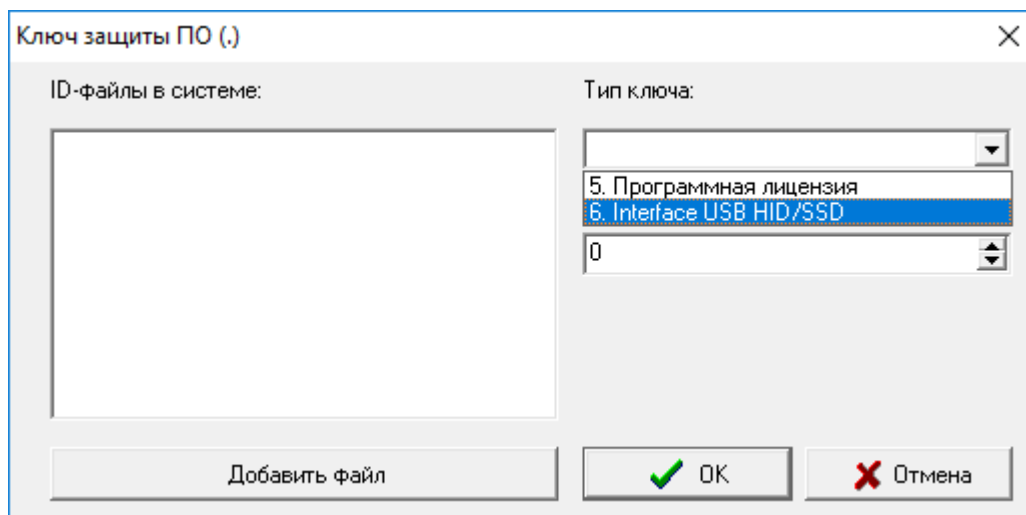 Ключ защиты ПО (.)
ID-файлы в системе:
Тип ключа:
5. Программная лицензия
6. Interface USB HID/SSD
0
Добавить файл
OK
Отмена